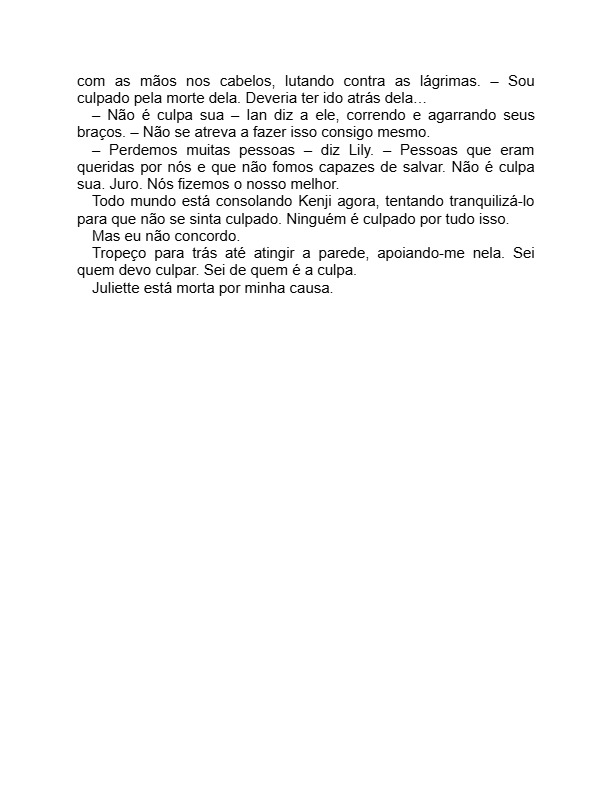 com as mãos nos cabelos, lutando contra as lágrimas. – Sou
culpado pela morte dela. Deveria ter ido atrás dela…
– Não é culpa sua – Ian diz a ele, correndo e agarrando seus
braços. – Não se atreva a fazer isso consigo mesmo.
– Perdemos muitas pessoas – diz Lily. – Pessoas que eram
queridas por nós e que não fomos capazes de salvar. Não é culpa
sua. Juro. Nós fizemos o nosso melhor.
Todo mundo está consolando Kenji agora, tentando tranquilizá-lo
para que não se sinta culpado. Ninguém é culpado por tudo isso.
Mas eu não concordo.
Tropeço para trás até atingir a parede, apoiando-me nela. Sei
quem devo culpar. Sei de quem é a culpa.
Juliette está morta por minha causa.